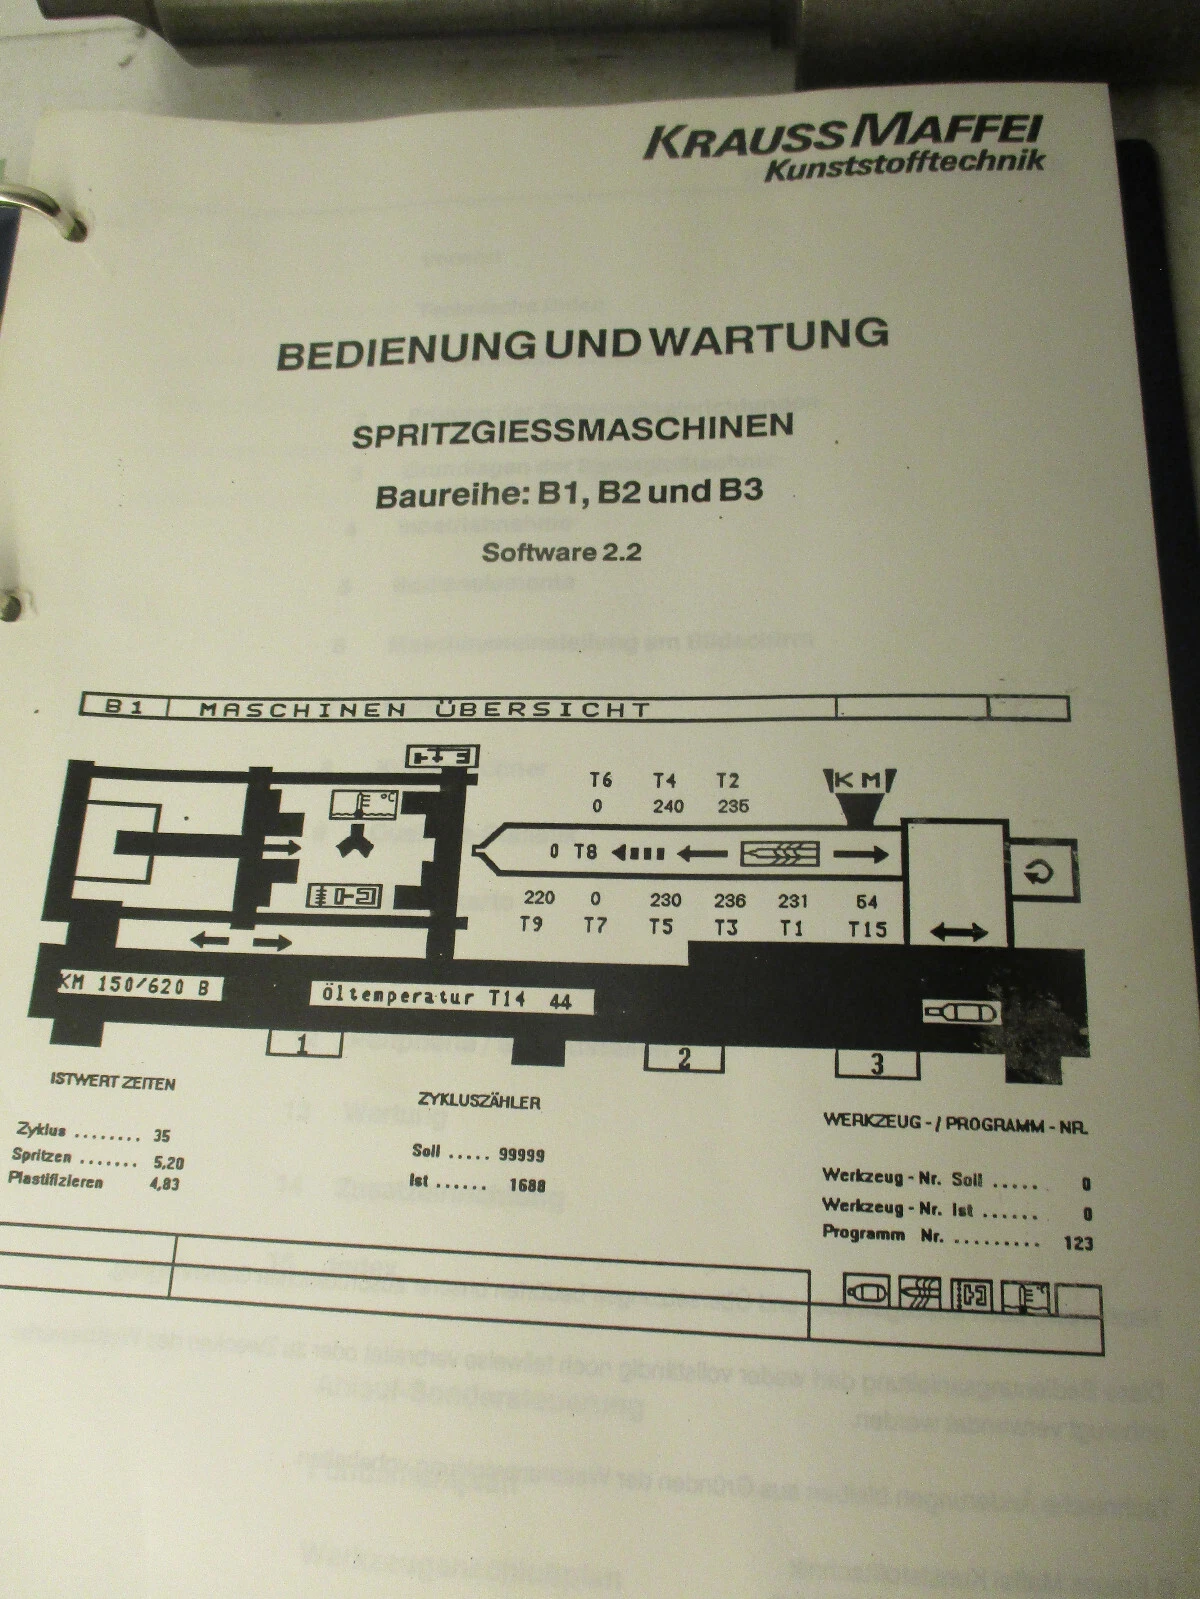 KRAUSS MAFFEI
Kunststofftechnik
BEDIENUNG UND WARTUNG
SPRITZGIESSMASCHINEN
Baureihe: B1, B2 und B3
Software 2.2
B1 MASCHINEN ÜBERSICHT
T6 T4 T2 KM
0 240 235
°C
0 T8
220 0 230 236 231 54
T9 T7 T5 T3 T1 T15
KM 150/620 B Öltemperatur T14 44
1 2 3
ISTWERT ZEITEN
Zyklus ........ 35
Spritzen ....... 5,20
Plastifizieren 4,83
ZYKLUSZÄHLER
Soll ..... 99999
Ist ...... 1688
WERKZEUG - / PROGRAMM - NR.
Werkzeug - Nr. Soll ..... 0
Werkzeug - Nr. Ist ...... 0
Programm Nr. ......... 123